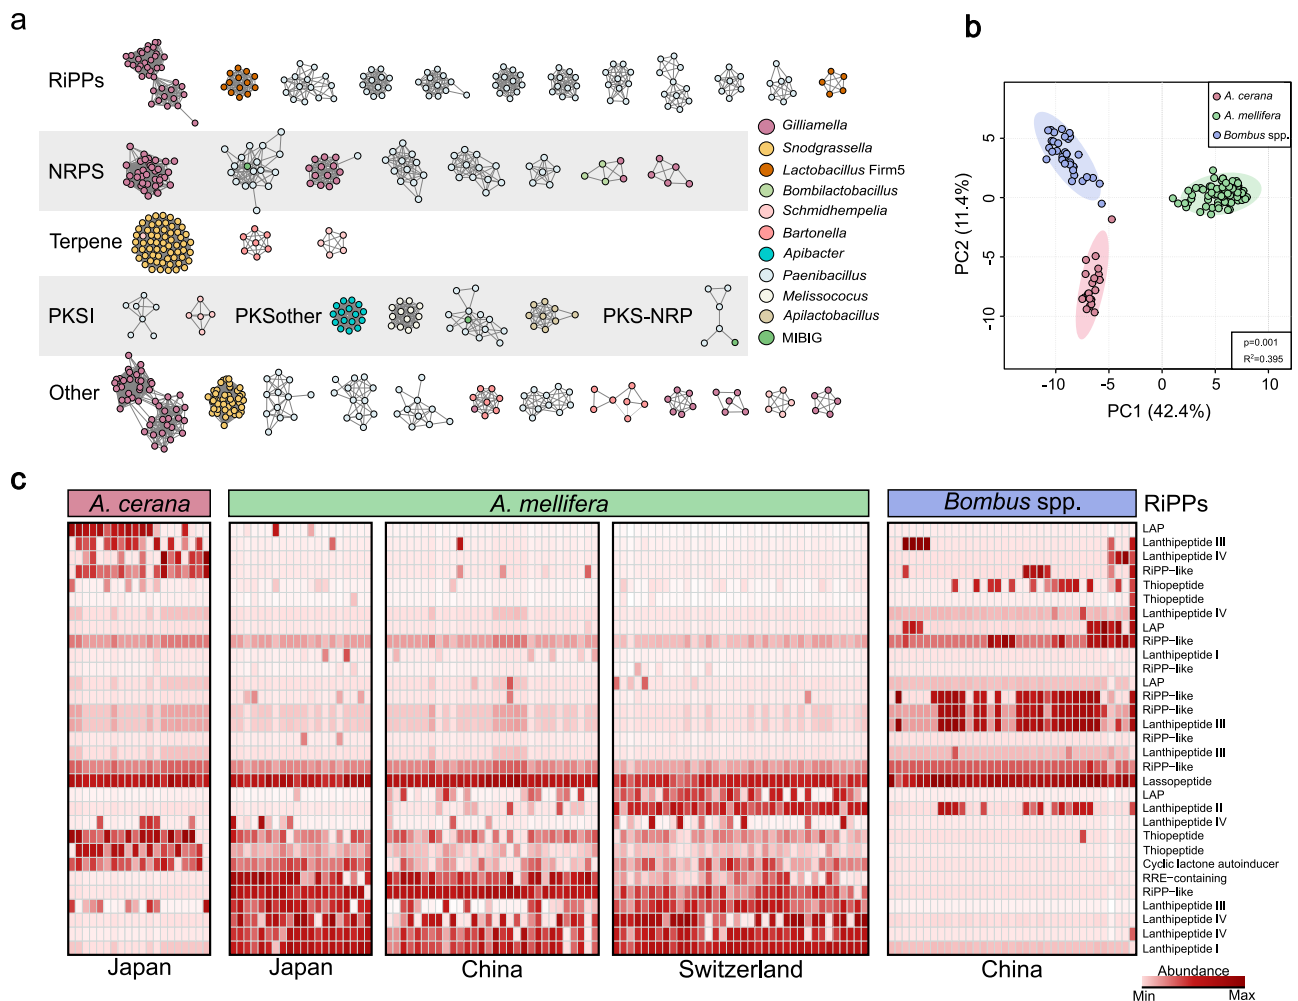 a
RiPPs
NRPS
Terpene
PKSI
PKSother
PKS-NRP
Other
Gilliamella
Snodgrassella
Lactobacillus Firm5
Bombilactobacillus
Schmidhempelia
Bartonella
Apibacter
Paenibacillus
Melissococus
Apilactobacillus
MIBIG
b
A. cerana
A. mellifera
Bombus spp.
5
0
-5
-10
PC2 (11.4%)
p=0.001
R²=0.395
-10
-5
0
5
10
PC1 (42.4%)
c
A. cerana
A. mellifera
Bombus spp.
RiPPs
LAP
Lanthipeptide III
Lanthipeptide IV
RiPP-like
Thiopeptide
Thiopeptide
Lanthipeptide IV
LAP
RiPP-like
Lanthipeptide I
RiPP-like
LAP
RiPP-like
RiPP-like
Lanthipeptide III
RiPP-like
Lanthipeptide III
RiPP-like
Lassopeptide
LAP
Lanthipeptide II
Lanthipeptide IV
Thiopeptide
Thiopeptide
Cyclic lactone autoinducer
RRE-containing
RiPP-like
Lanthipeptide III
Lanthipeptide IV
Lanthipeptide IV
Lanthipeptide I
Japan
Japan
China
Switzerland
China
Abundance
Min
Max